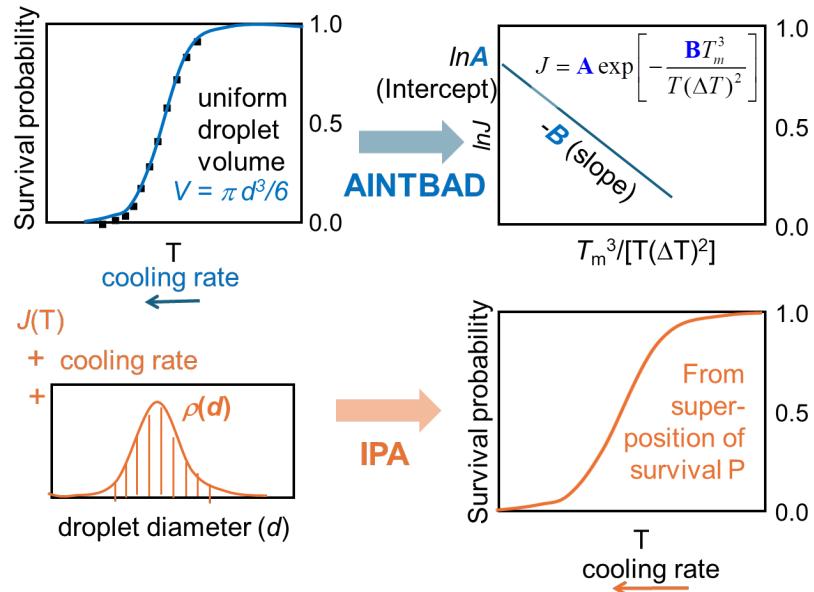 Survival probability
1.0
0.5
0.0
uniform
droplet
volume
V = π d³/6
T
cooling rate
AINTBAD
lnA
(Intercept)
lnJ
J = A exp[-BTₘ³/T(ΔT)²]
-B (slope)
1.0
0.5
0.0
Tₘ³/[T(ΔT)²]
J(T)
+ cooling rate
+
ρ(d)
droplet diameter (d)
IPA
Survival probability
1.0
0.5
0.0
From
super-
position of
survival P
T
cooling rate